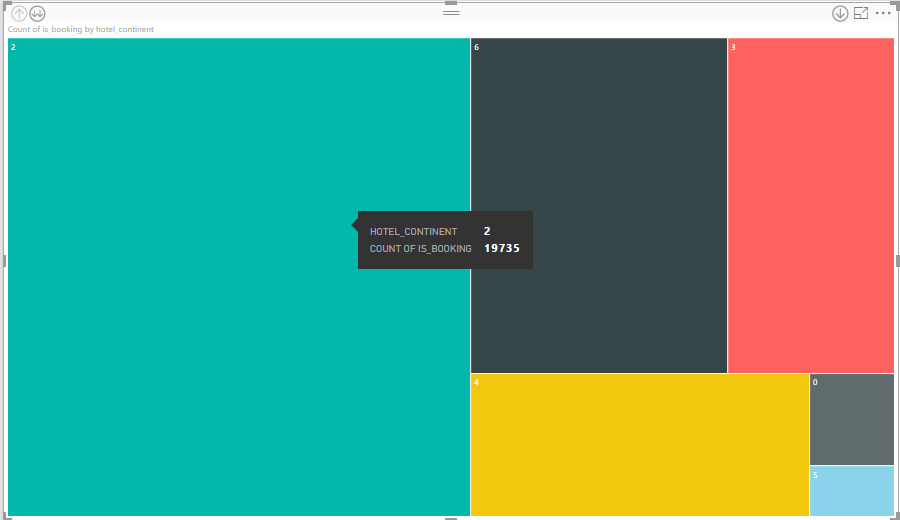 Count of is_booking by hotel_continent
2
6
3
HOTEL_CONTINENT 2
COUNT OF IS_BOOKING 19735
4
0
5